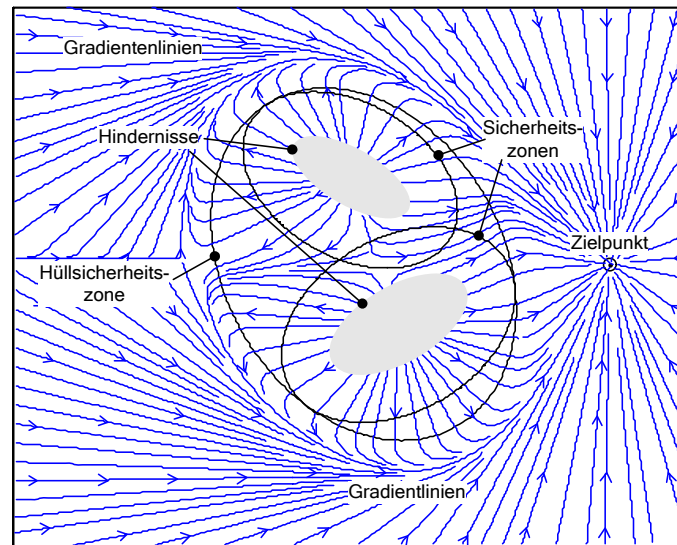 Gradientenlinien
Hindernisse
Sicherheits-
zonen
Zielpunkt
Hüllsicherheits-
zone
Gradientlinien